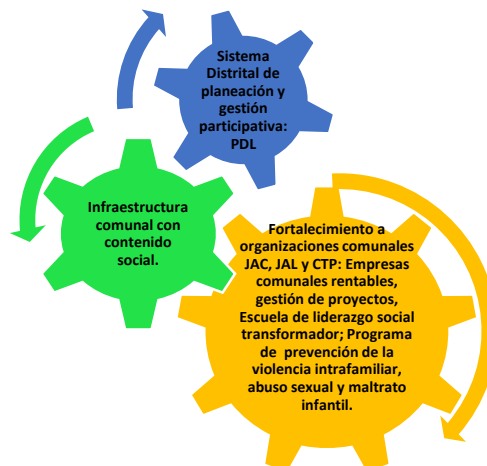 Sistema
Distrital de
planeación y
gestión
participativa:
PDL
Infraestructura
comunal con
contenido
social.
Fortalecimiento a
organizaciones comunales
JAC, JAL y CTP: Empresas
comunales rentables,
gestión de proyectos,
Escuela de liderazgo social
transformador; Programa
de prevención de la
violencia intrafamiliar,
abuso sexual y maltrato
infantil.